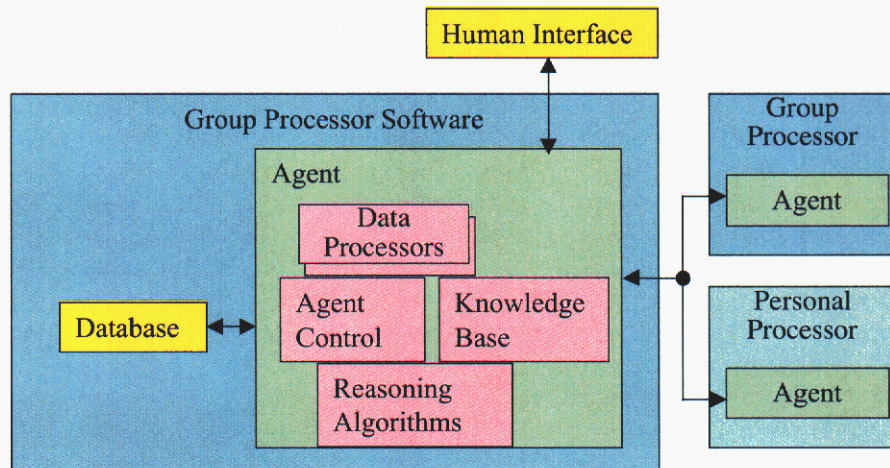 Human Interface
Group Processor Software
Agent
Data
Processors
Agent
Control
Knowledge
Base
Reasoning
Algorithms
Database
Group
Processor
Agent
Personal
Processor
Agent